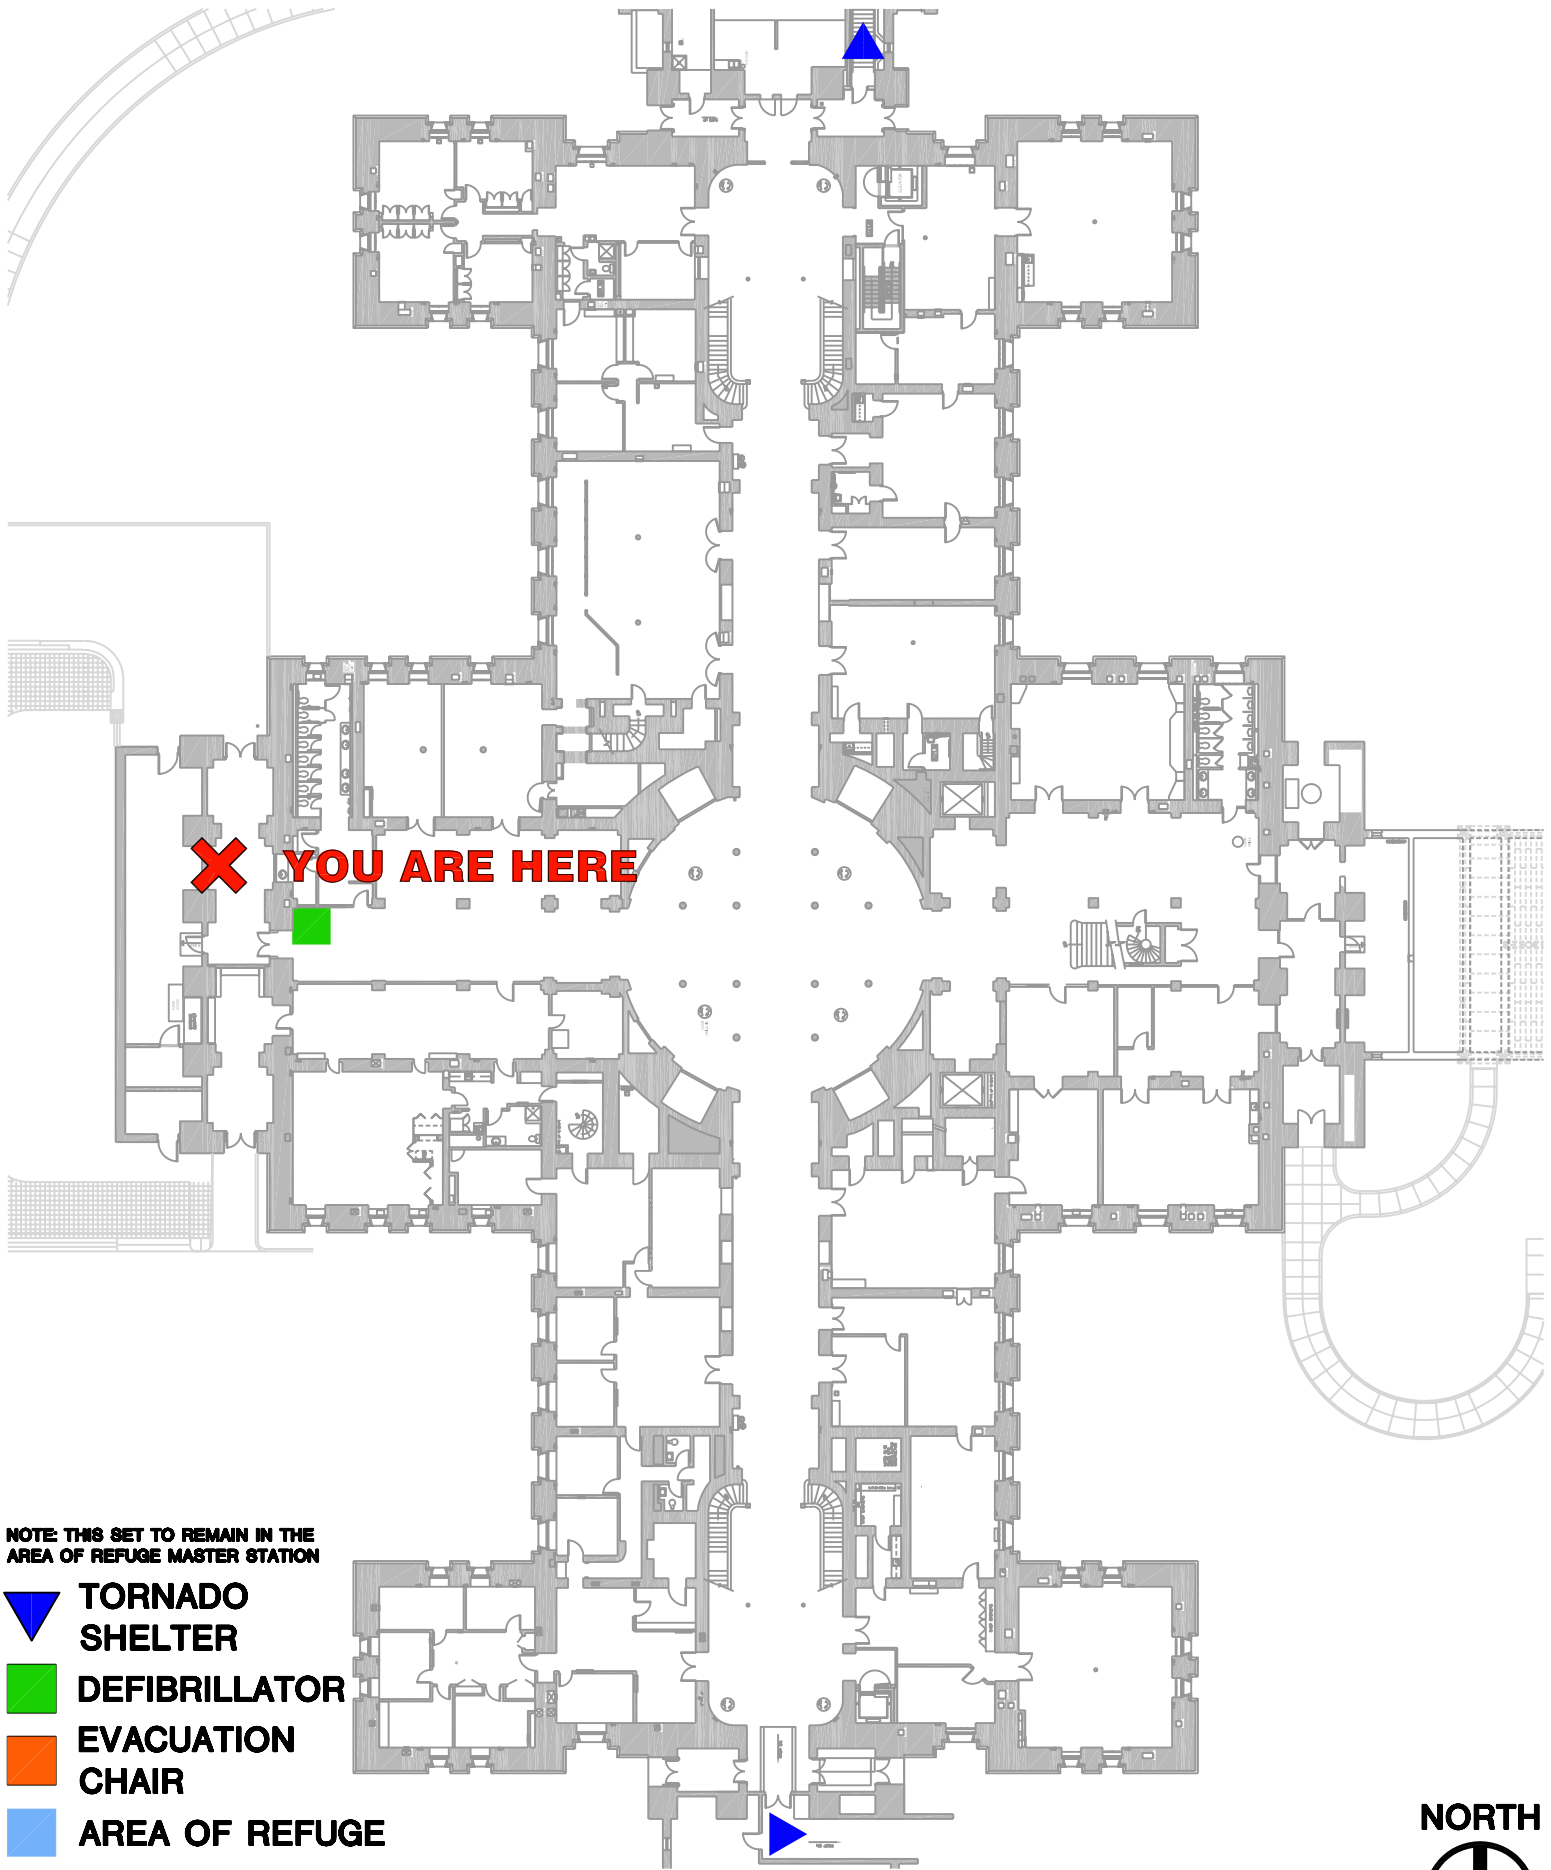 YOU ARE HERE
NOTE: THIS SET TO REMAIN IN THE
AREA OF REFUGE MASTER STATION
TORNADO
SHELTER
DEFIBRILLATOR
EVACUATION
CHAIR
AREA OF REFUGE
NORTH